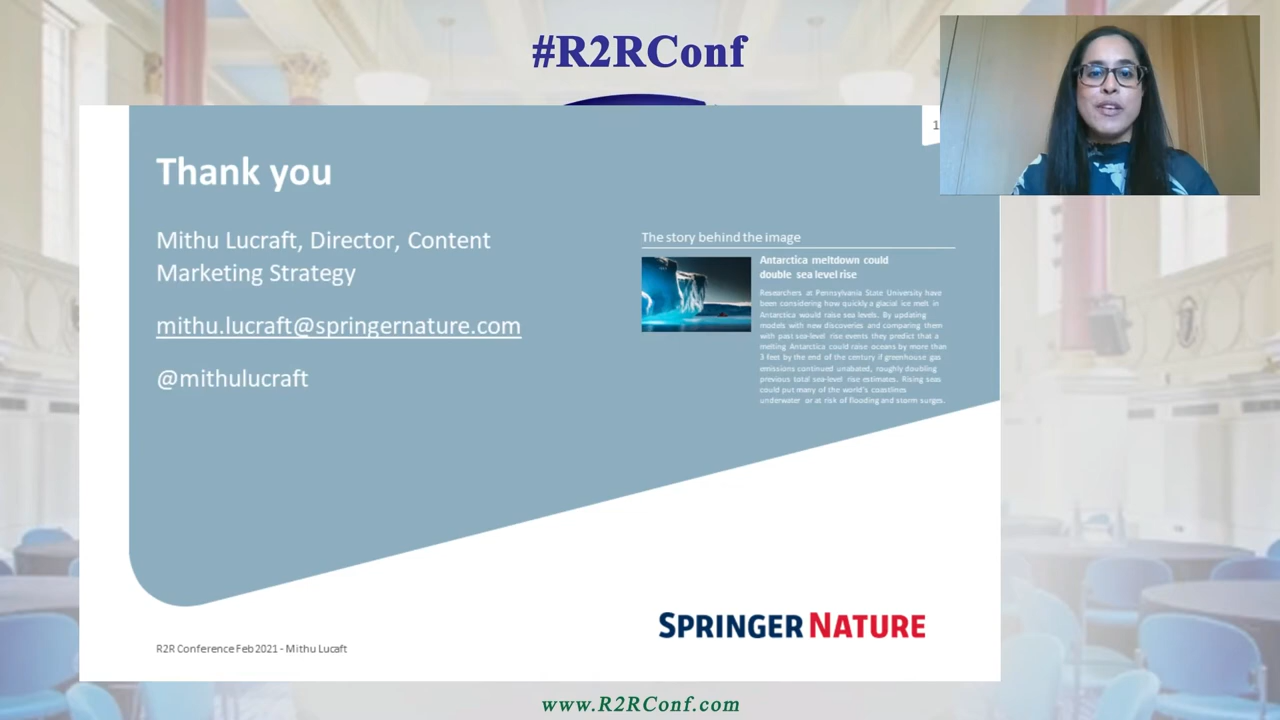 #R2RConf
1
Thank you
Mithu Lucraft, Director, Content
Marketing Strategy
mithu.lucraft@springernature.com
@mithulucraft
The story behind the image
Antarctica meltdown could
double sea level rise
Researchers at Pennsylvania State University have
been considering how quickly a glacial ice melt in
Antarctica would raise sea levels. By updating
models with new discoveries and comparing them
with past sea-level rise events they predict that a
melting Antarctica could raise oceans by more than
3 feet by the end of the century if greenhouse gas
emissions continued unabated, roughly doubling
previous total sea-level rise estimates. Rising seas
could put many of the world's coastlines
underwater or at risk of flooding and storm surges.
SPRINGER NATURE
R2R Conference Feb 2021 - Mithu Lucaft
www.R2RConf.com